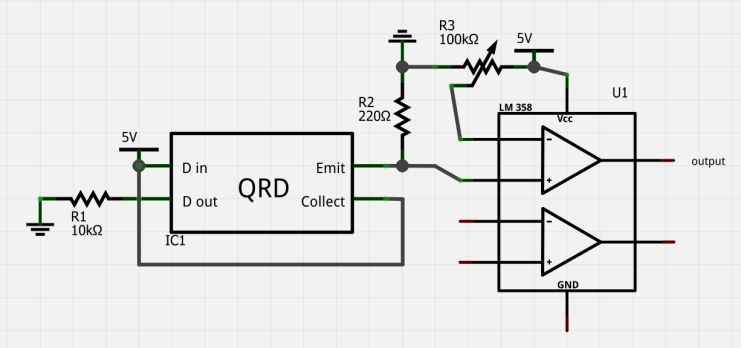 R3
100kΩ
5V
R2
220Ω
U1
LM 358
Vcc
5V
D in
Emit
QRD
D out
Collect
R1
10kΩ
IC1
-
+
output
-
+
GND